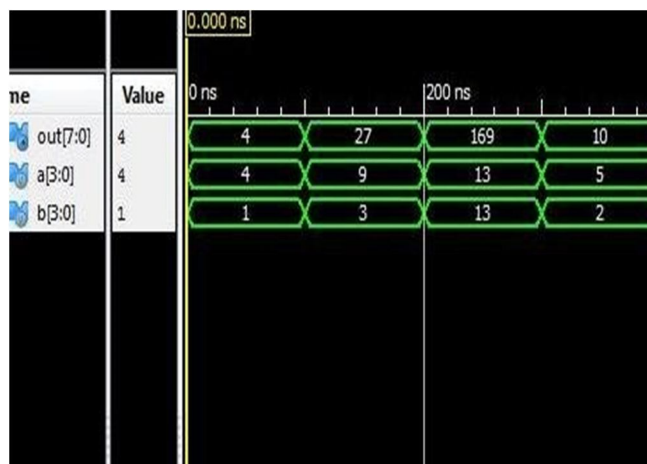 0.000 ns
me Value 0 ns 200 ns
out[7:0] 4 4 27 169 10
a[3:0] 4 4 9 13 5
b[3:0] 1 1 3 13 2